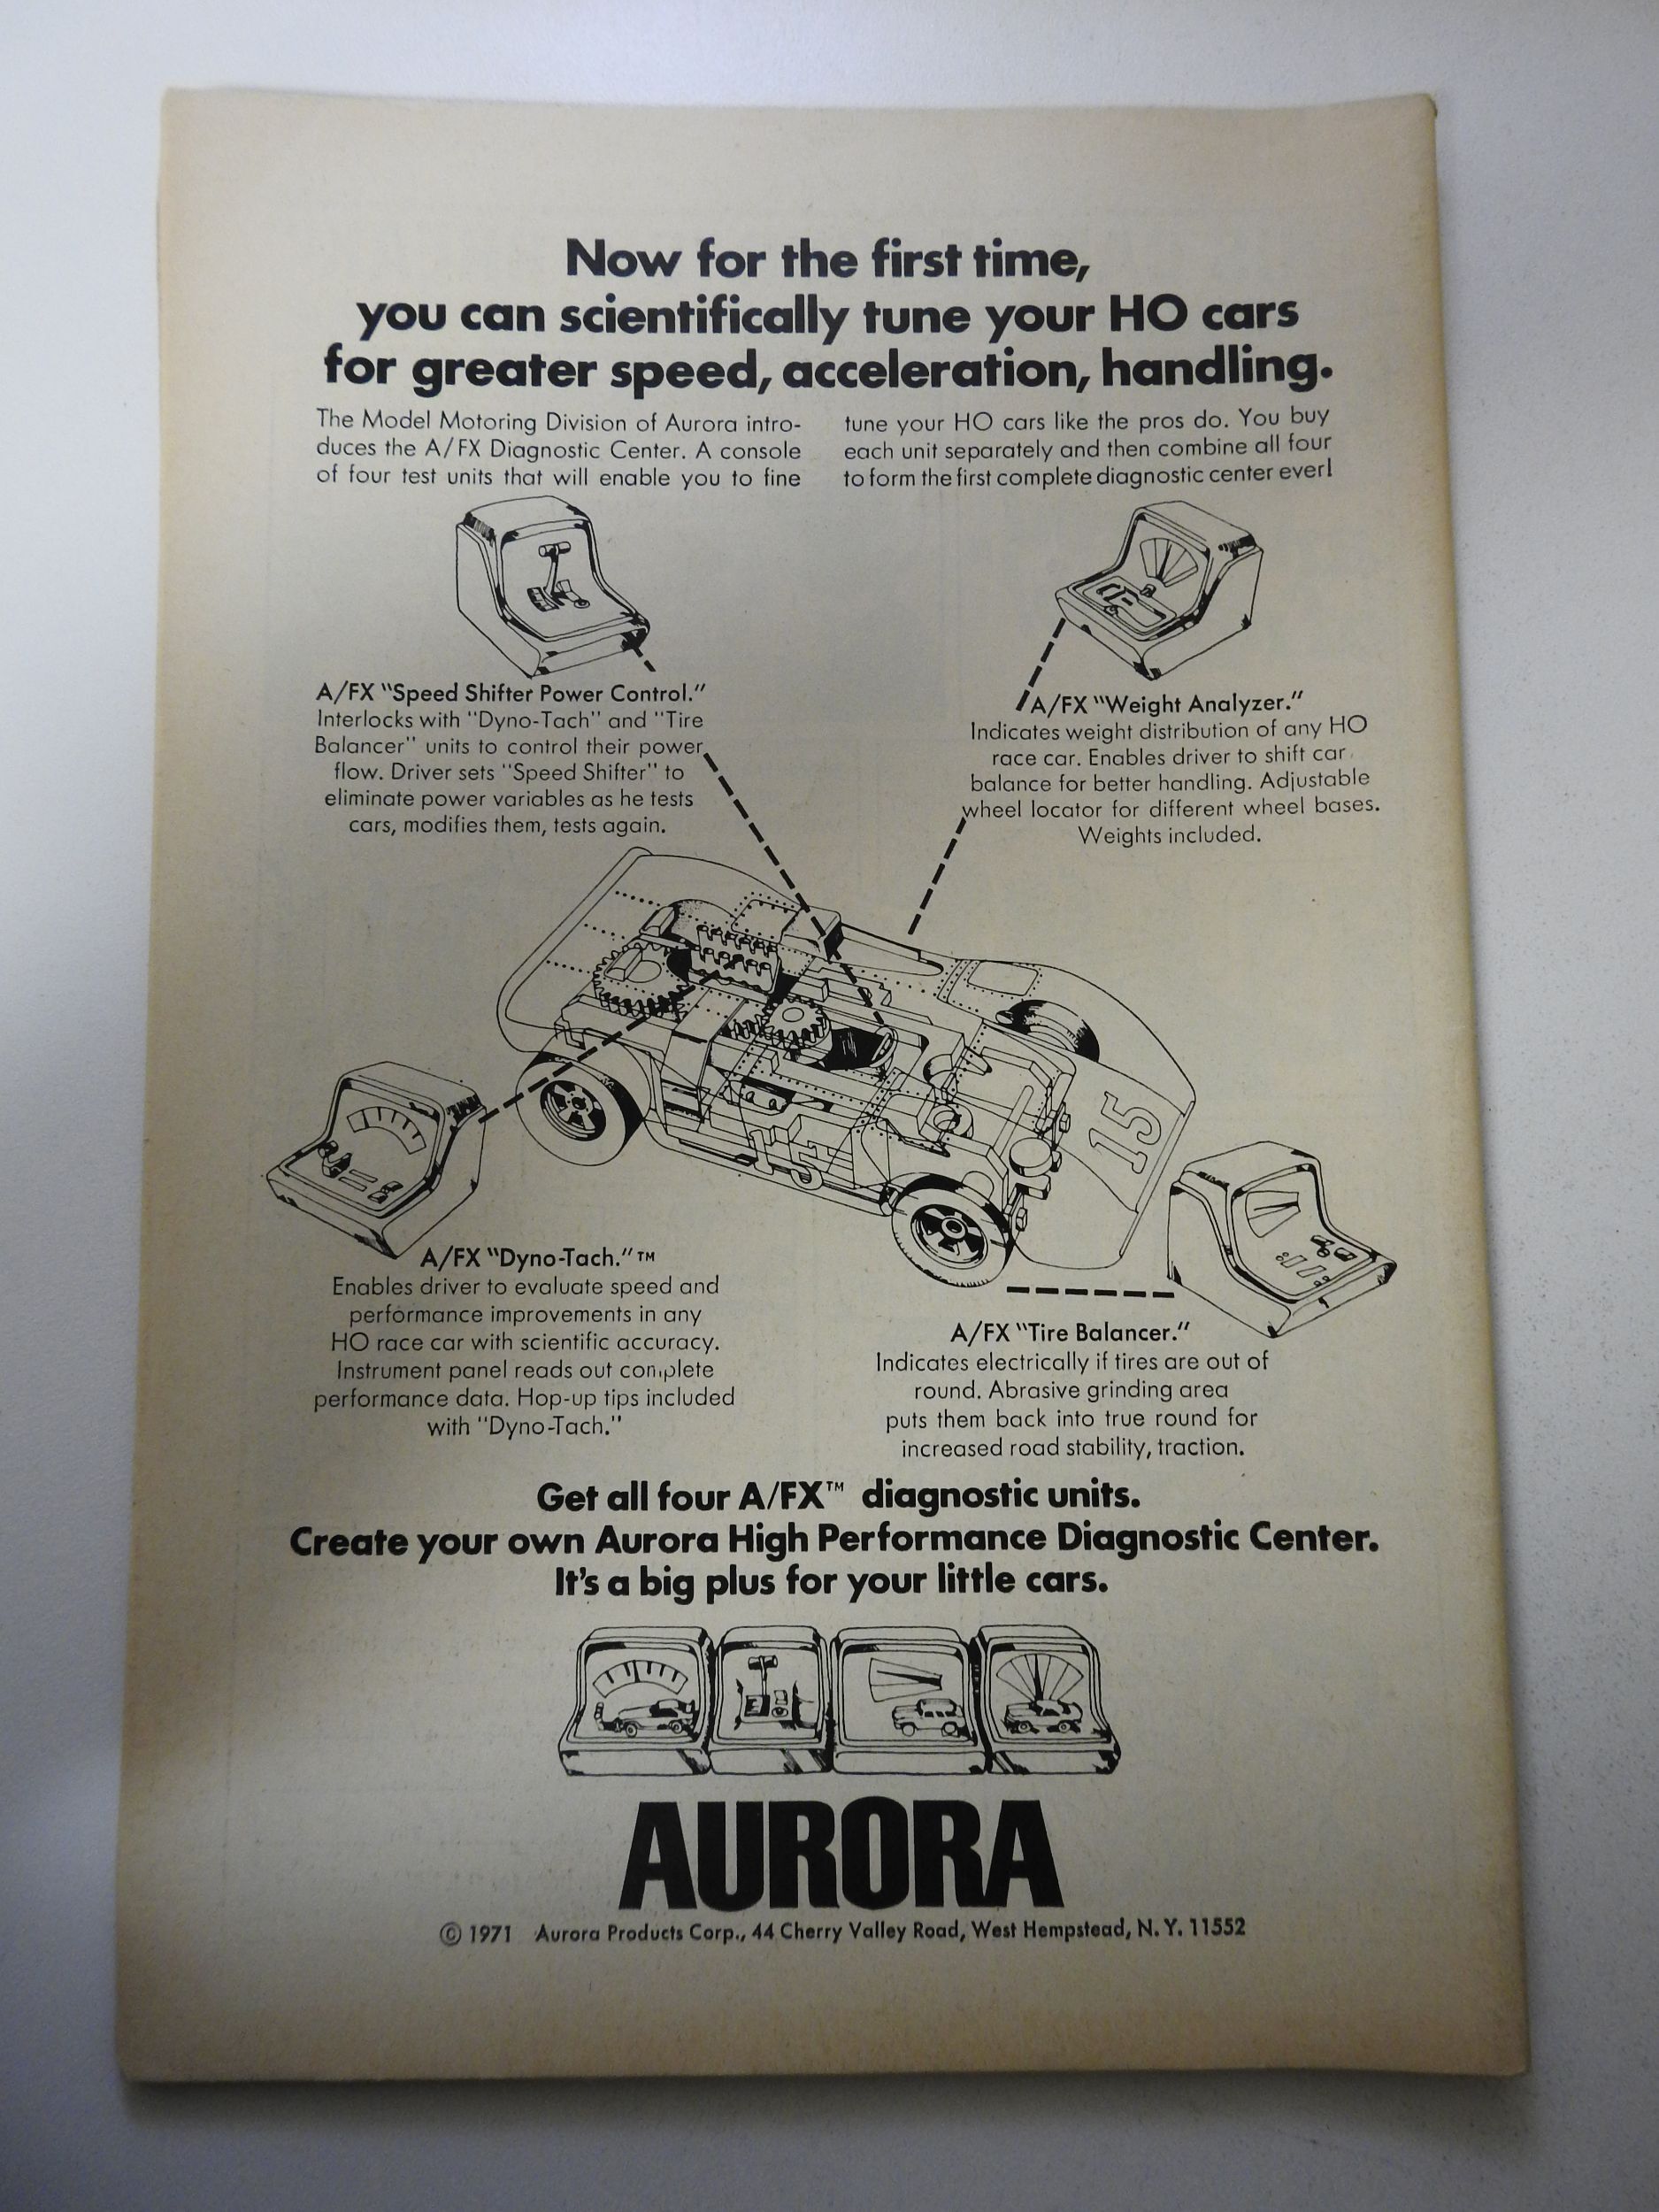 Now for the first time,
you can scientifically tune your HO cars
for greater speed, acceleration, handling.
The Model Motoring Division of Aurora intro-
duces the A/FX Diagnostic Center. A console
of four test units that will enable you to fine
tune your HO cars like the pros do. You buy
each unit separately and then combine all four
to form the first complete diagnostic center ever!
A/FX "Speed Shifter Power Control."
Interlocks with "Dyno-Tach" and "Tire
Balancer" units to control their power
flow. Driver sets "Speed Shifter" to
eliminate power variables as he tests
cars, modifies them, tests again.
A/FX "Weight Analyzer."
Indicates weight distribution of any HO
race car. Enables driver to shift car
balance for better handling. Adjustable
wheel locator for different wheel bases.
Weights included.
15
15
A/FX "Dyno-Tach."™
Enables driver to evaluate speed and
performance improvements in any
HO race car with scientific accuracy.
Instrument panel reads out complete
performance data. Hop-up tips included
with "Dyno-Tach."
A/FX "Tire Balancer."
Indicates electrically if tires are out of
round. Abrasive grinding area
puts them back into true round for
increased road stability, traction.
Get all four A/FX™ diagnostic units.
Create your own Aurora High Performance Diagnostic Center.
It's a big plus for your little cars.
AURORA
© 1971 Aurora Products Corp., 44 Cherry Valley Road, West Hempstead, N. Y. 11552